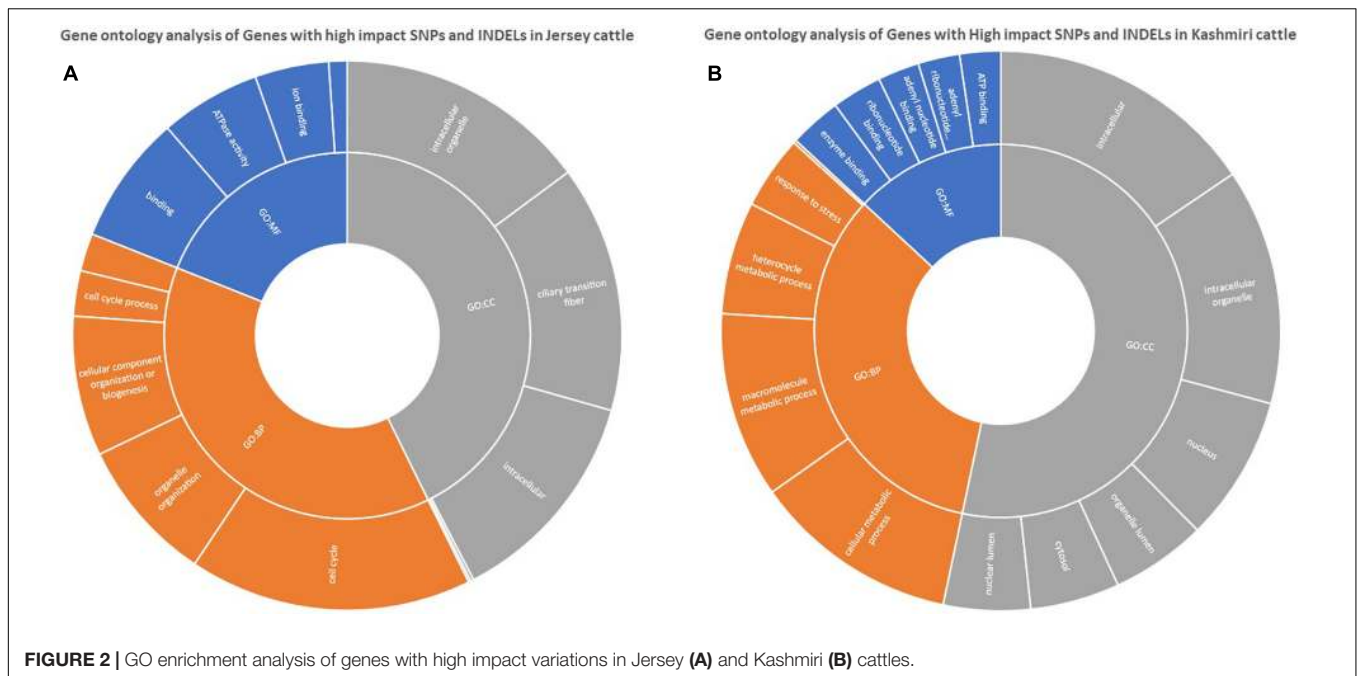 Gene ontology analysis of Genes with high impact SNPs and INDELs in Jersey cattle
A
GO:CC
intracellular
organelle
ciliary transition
fiber
intracellular
GO:BP
cell cycle
organelle
organization
cellular component
organization or
biogenesis
cell cycle process
GO:MF
binding
ATPase activity
ion binding
Gene ontology analysis of Genes with High impact SNPs and INDELs in Kashmiri cattle
B
GO:CC
intracellular
intracellular
organelle
nucleus
organelle lumen
cytosol
nuclear lumen
GO:BP
cellular metabolic
process
macromolecule
metabolic process
heterocycle
metabolic process
response to stress
GO:MF
enzyme binding
ribonucleotide
binding
adenyl nucleotide
binding
adenyl
ribonucleotide...
ATP binding
FIGURE 2 | GO enrichment analysis of genes with high impact variations in Jersey (A) and Kashmiri (B) cattles.